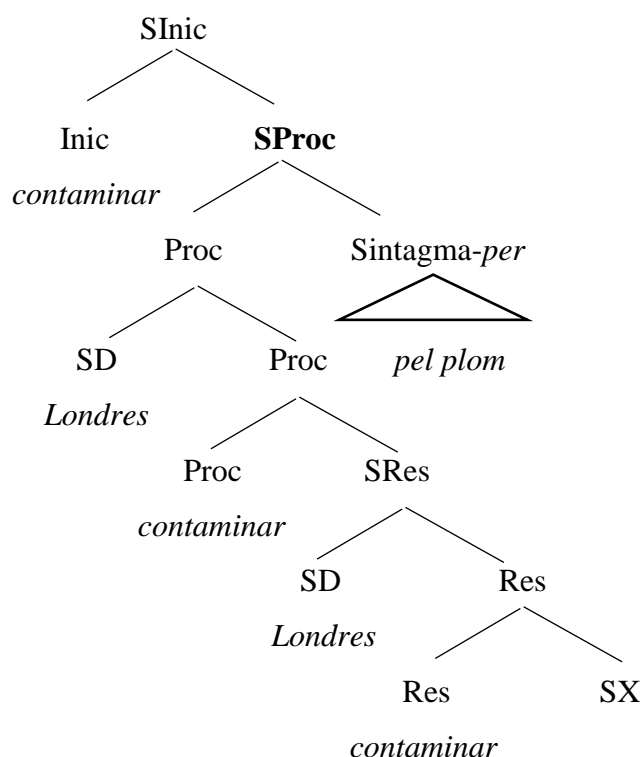 SInic
Inic SProc
contaminar
Proc Sintagma-per
SD Proc pel plom
Londres
Proc SRes
contaminar
SD Res
Londres
Res SX
contaminar